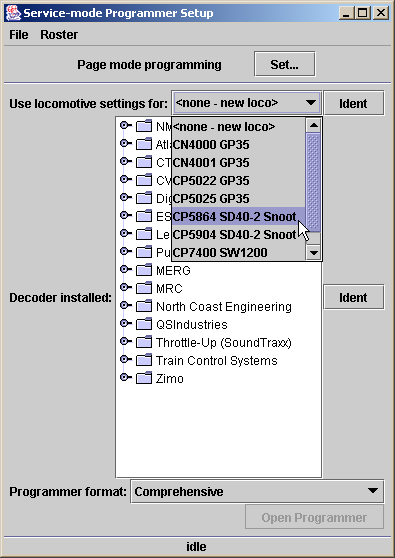 Service-mode Programmer Setup
File Roster
Page mode programming Set...
Use locomotive settings for: <none - new loco> Ident
<none - new loco>
CN4000 GP35
CN4001 GP35
CP5022 GP35
CP5025 GP35
CP5864 SD40-2 Snoot
CP5904 SD40-2 Snoot
CP7400 SW1200
NM
Atl
CT
CV
Dig
ES
Le
Pu
MERG
MRC
Decoder installed: Ident
North Coast Engineering
QSIndustries
Throttle-Up (SoundTraxx)
Train Control Systems
Zimo
Programmer format: Comprehensive
Open Programmer
idle